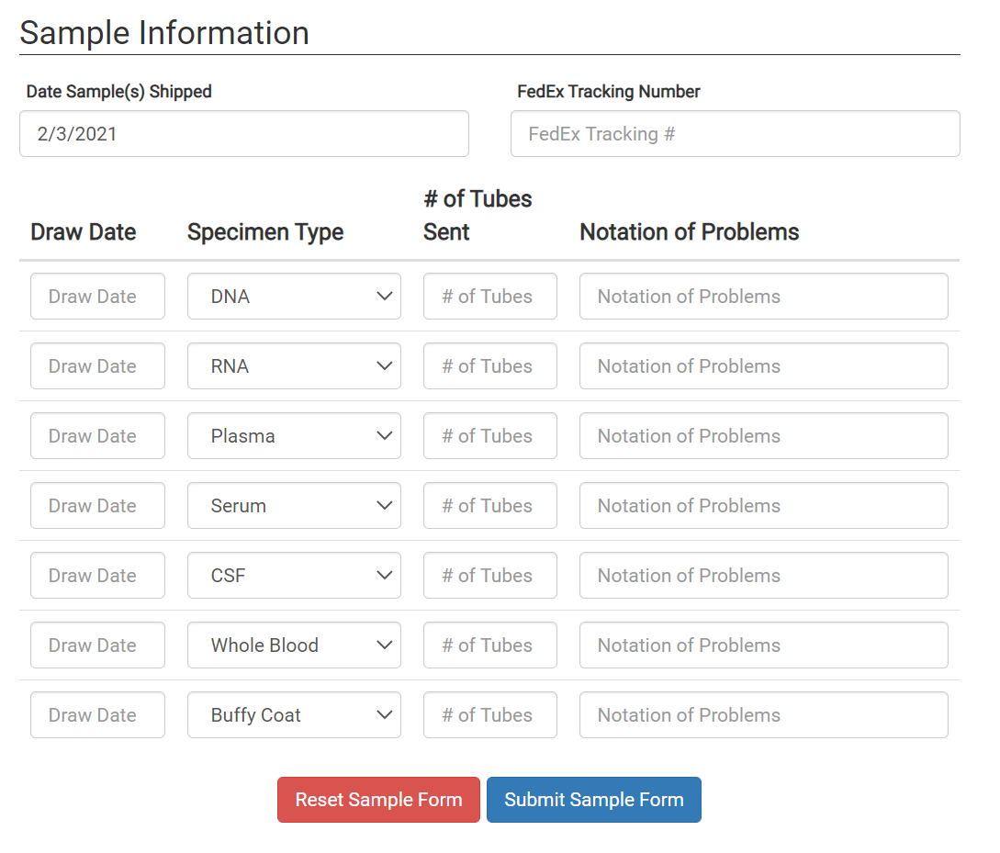 Sample Information
Date Sample(s) Shipped FedEx Tracking Number
2/3/2021 FedEx Tracking #
Draw Date Specimen Type # of Tubes Sent Notation of Problems
Draw Date DNA # of Tubes Notation of Problems
Draw Date RNA # of Tubes Notation of Problems
Draw Date Plasma # of Tubes Notation of Problems
Draw Date Serum # of Tubes Notation of Problems
Draw Date CSF # of Tubes Notation of Problems
Draw Date Whole Blood # of Tubes Notation of Problems
Draw Date Buffy Coat # of Tubes Notation of Problems
Reset Sample Form Submit Sample Form